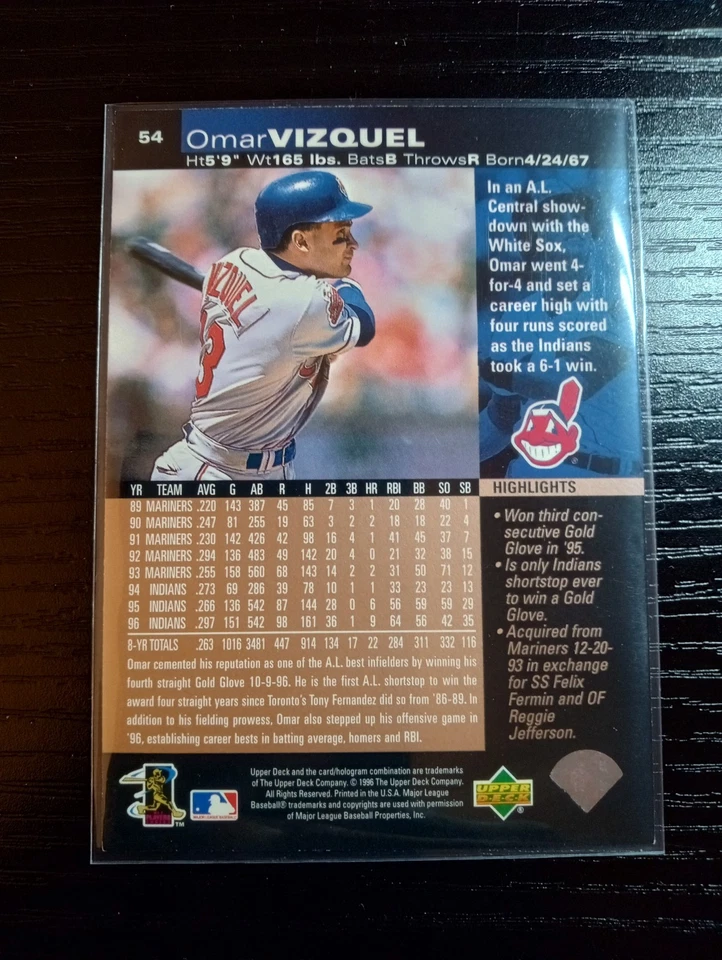 54 OmarVIZQUEL
Ht5'9" Wt165 lbs. BatsB ThrowsR Born4/24/67
In an A.L.
Central show-
down with the
White Sox,
Omar went 4-
for-4 and set a
career high with
four runs scored
as the Indians
took a 6-1 win.
VIZQUEL
13
YR TEAM AVG G AB R H 2B 3B HR RBI BB SO SB
89 MARINERS .220 143 387 45 85 7 3 1 20 28 40 1
90 MARINERS .247 81 255 19 63 3 2 2 18 18 22 4
91 MARINERS .230 142 426 42 98 16 4 1 41 45 37 7
92 MARINERS .294 136 483 49 142 20 4 0 21 32 38 15
93 MARINERS .255 158 560 68 143 14 2 2 31 50 71 12
94 INDIANS .273 69 286 39 78 10 1 1 33 23 23 13
95 INDIANS .266 136 542 87 144 28 0 6 56 59 59 29
96 INDIANS .297 151 542 98 161 36 1 9 64 56 42 35
8-YR TOTALS .263 1016 3481 447 914 134 17 22 284 311 332 116
Omar cemented his reputation as one of the A.L. best infielders by winning his
fourth straight Gold Glove 10-9-96. He is the first A.L. shortstop to win the
award four straight years since Toronto's Tony Fernandez did so from '86-89. In
addition to his fielding prowess, Omar also stepped up his offensive game in
'96, establishing career bests in batting average, homers and RBI.
HIGHLIGHTS
• Won third con-
secutive Gold
Glove in '95.
• Is only Indians
shortstop ever
to win a Gold
Glove.
• Acquired from
Mariners 12-20-
93 in exchange
for SS Felix
Fermin and OF
Reggie
Jefferson.
Upper Deck and the card/hologram combination are trademarks
of The Upper Deck Company. © 1996 The Upper Deck Company.
All Rights Reserved. Printed in the U.S.A. Major League
Baseball® trademarks and copyrights are used with permission
of Major League Baseball Properties, Inc.
TM
UPPER
DECK
®